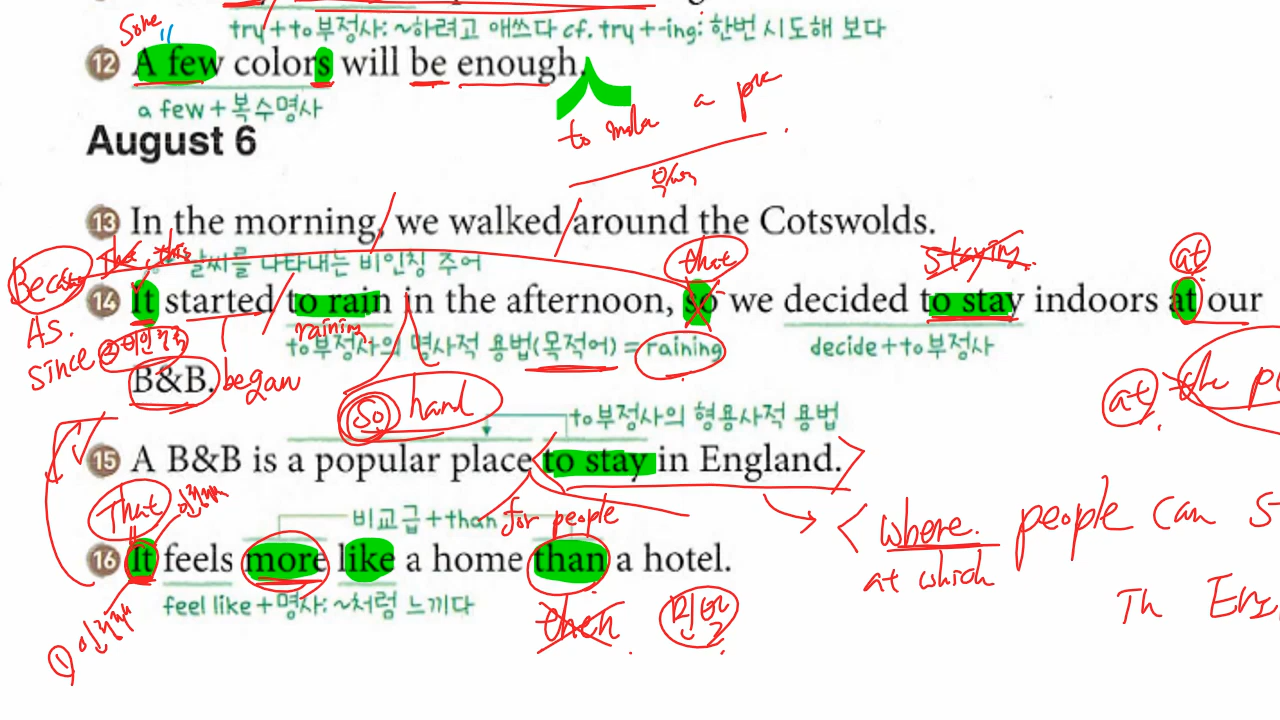 try+to부정사: ~하려고 애쓰다 cf. try+-ing: 한번 시도해 보다
Some
⑫ A few colors will be enough.
a few + 복수명사
to make a
August 6
⑬ In the morning, we walked around the Cotswolds.
날씨를 나타내는 비인칭 주어
that staying at
⑭ It started to rain in the afternoon, so we decided to stay indoors at our
As. raining
since to부정사의 명사적 용법(목적어) = raining decide+to부정사
B&B. began
So hard at the
to부정사의 형용사적 용법
⑮ A B&B is a popular place to stay in England.
That 비교급+than for people
where. people can
⑯ It feels more like a home than a hotel.
at which
feel like+명사: ~처럼 느끼다
then 민박